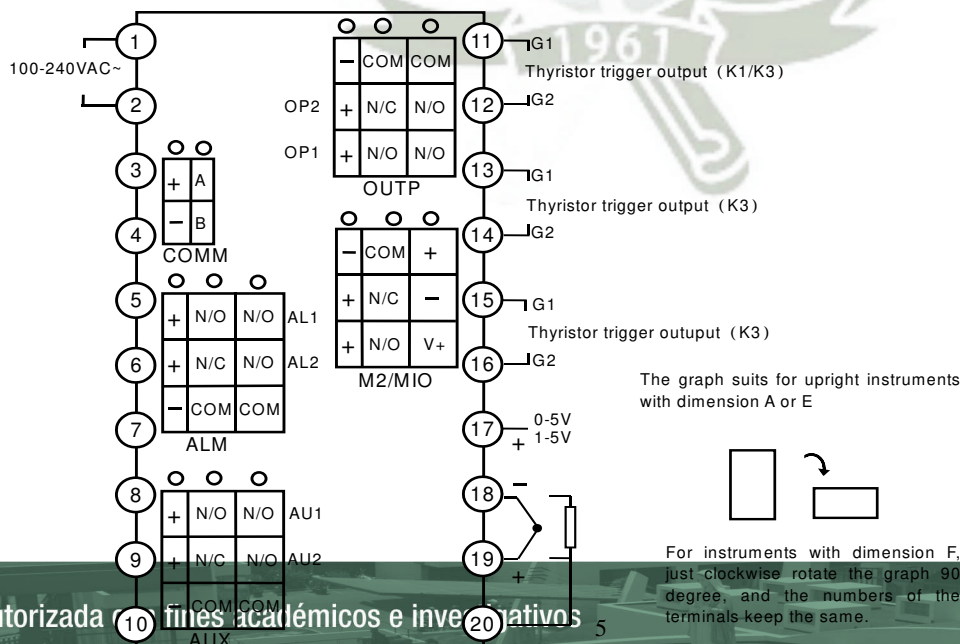 1
100-240VAC~
2
3
+ A
4
− B
COMM
5
+ N/O N/O AL1
6
+ N/C N/O AL2
− COM COM
7
ALM
8
+ N/O N/O AU1
9
+ N/C N/O AU2
− COM COM
10
AUX
− COM COM
OP2 + N/C N/O
OP1 + N/O N/O
OUTP
− COM +
+ N/C −
+ N/O V+
M2/MIO
1961
11 G1
Thyristor trigger output (K1/K3)
12 G2
13 G1
Thyristor trigger output (K3)
14 G2
15 G1
Thyristor trigger outuput (K3)
16 G2
17 + 0-5V
1-5V
18 −
19 +
20
The graph suits for upright instruments
with dimension A or E
For instruments with dimension F,
just clockwise rotate the graph 90
degree, and the numbers of the
terminals keep the same.
fines académicos e
5